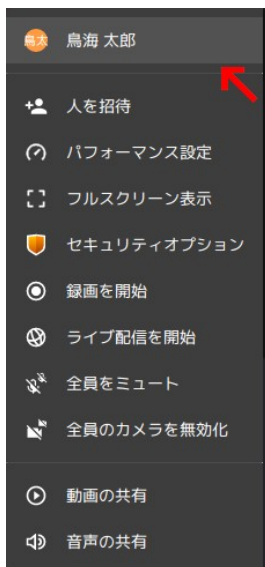 鳥太 鳥海 太郎
人を招待
パフォーマンス設定
フルスクリーン表示
セキュリティオプション
録画を開始
ライブ配信を開始
全員をミュート
全員のカメラを無効化
動画の共有
音声の共有